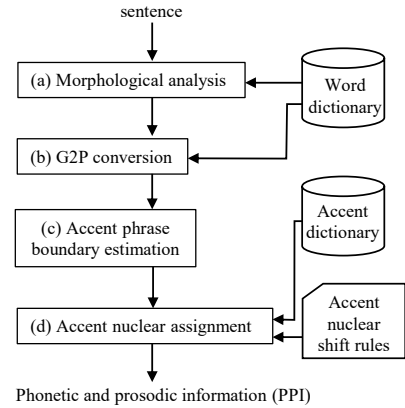 sentence
(a) Morphological analysis
Word
dictionary
(b) G2P conversion
(c) Accent phrase
boundary estimation
Accent
dictionary
(d) Accent nuclear assignment
Accent
nuclear
shift rules
Phonetic and prosodic information (PPI)